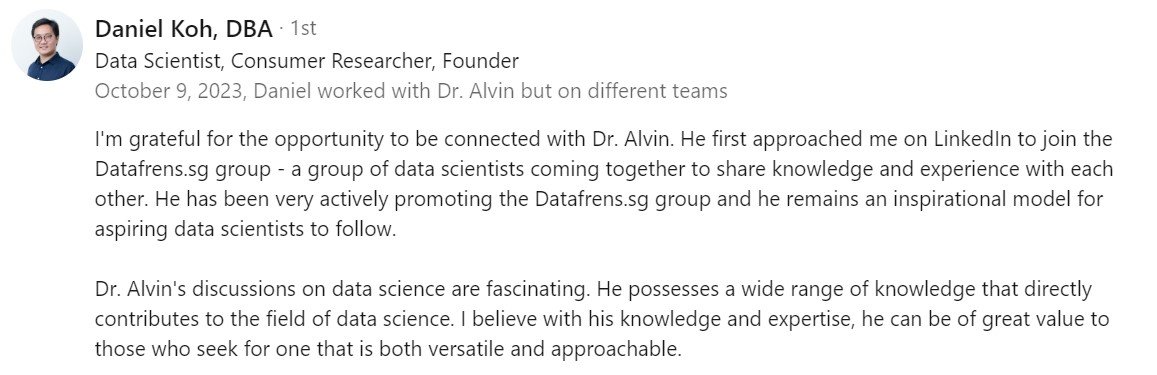 Daniel Koh, DBA · 1st
Data Scientist, Consumer Researcher, Founder
October 9, 2023, Daniel worked with Dr. Alvin but on different teams
I'm grateful for the opportunity to be connected with Dr. Alvin. He first approached me on LinkedIn to join the
Datafrens.sg group - a group of data scientists coming together to share knowledge and experience with each
other. He has been very actively promoting the Datafrens.sg group and he remains an inspirational model for
aspiring data scientists to follow.
Dr. Alvin's discussions on data science are fascinating. He possesses a wide range of knowledge that directly
contributes to the field of data science. I believe with his knowledge and expertise, he can be of great value to
those who seek for one that is both versatile and approachable.